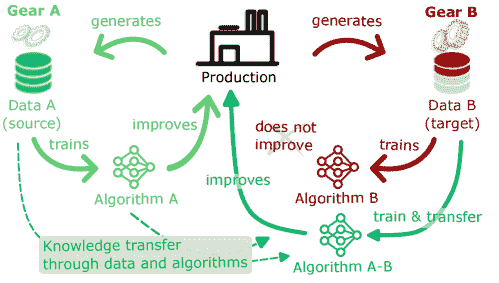 Gear A
generates
generates
Gear B
Production
Data A
(source)
Data B
(target)
trains
improves
does not
improve
trains
Algorithm A
improves
Algorithm B
train & transfer
Knowledge transfer
through data and algorithms
Algorithm A-B